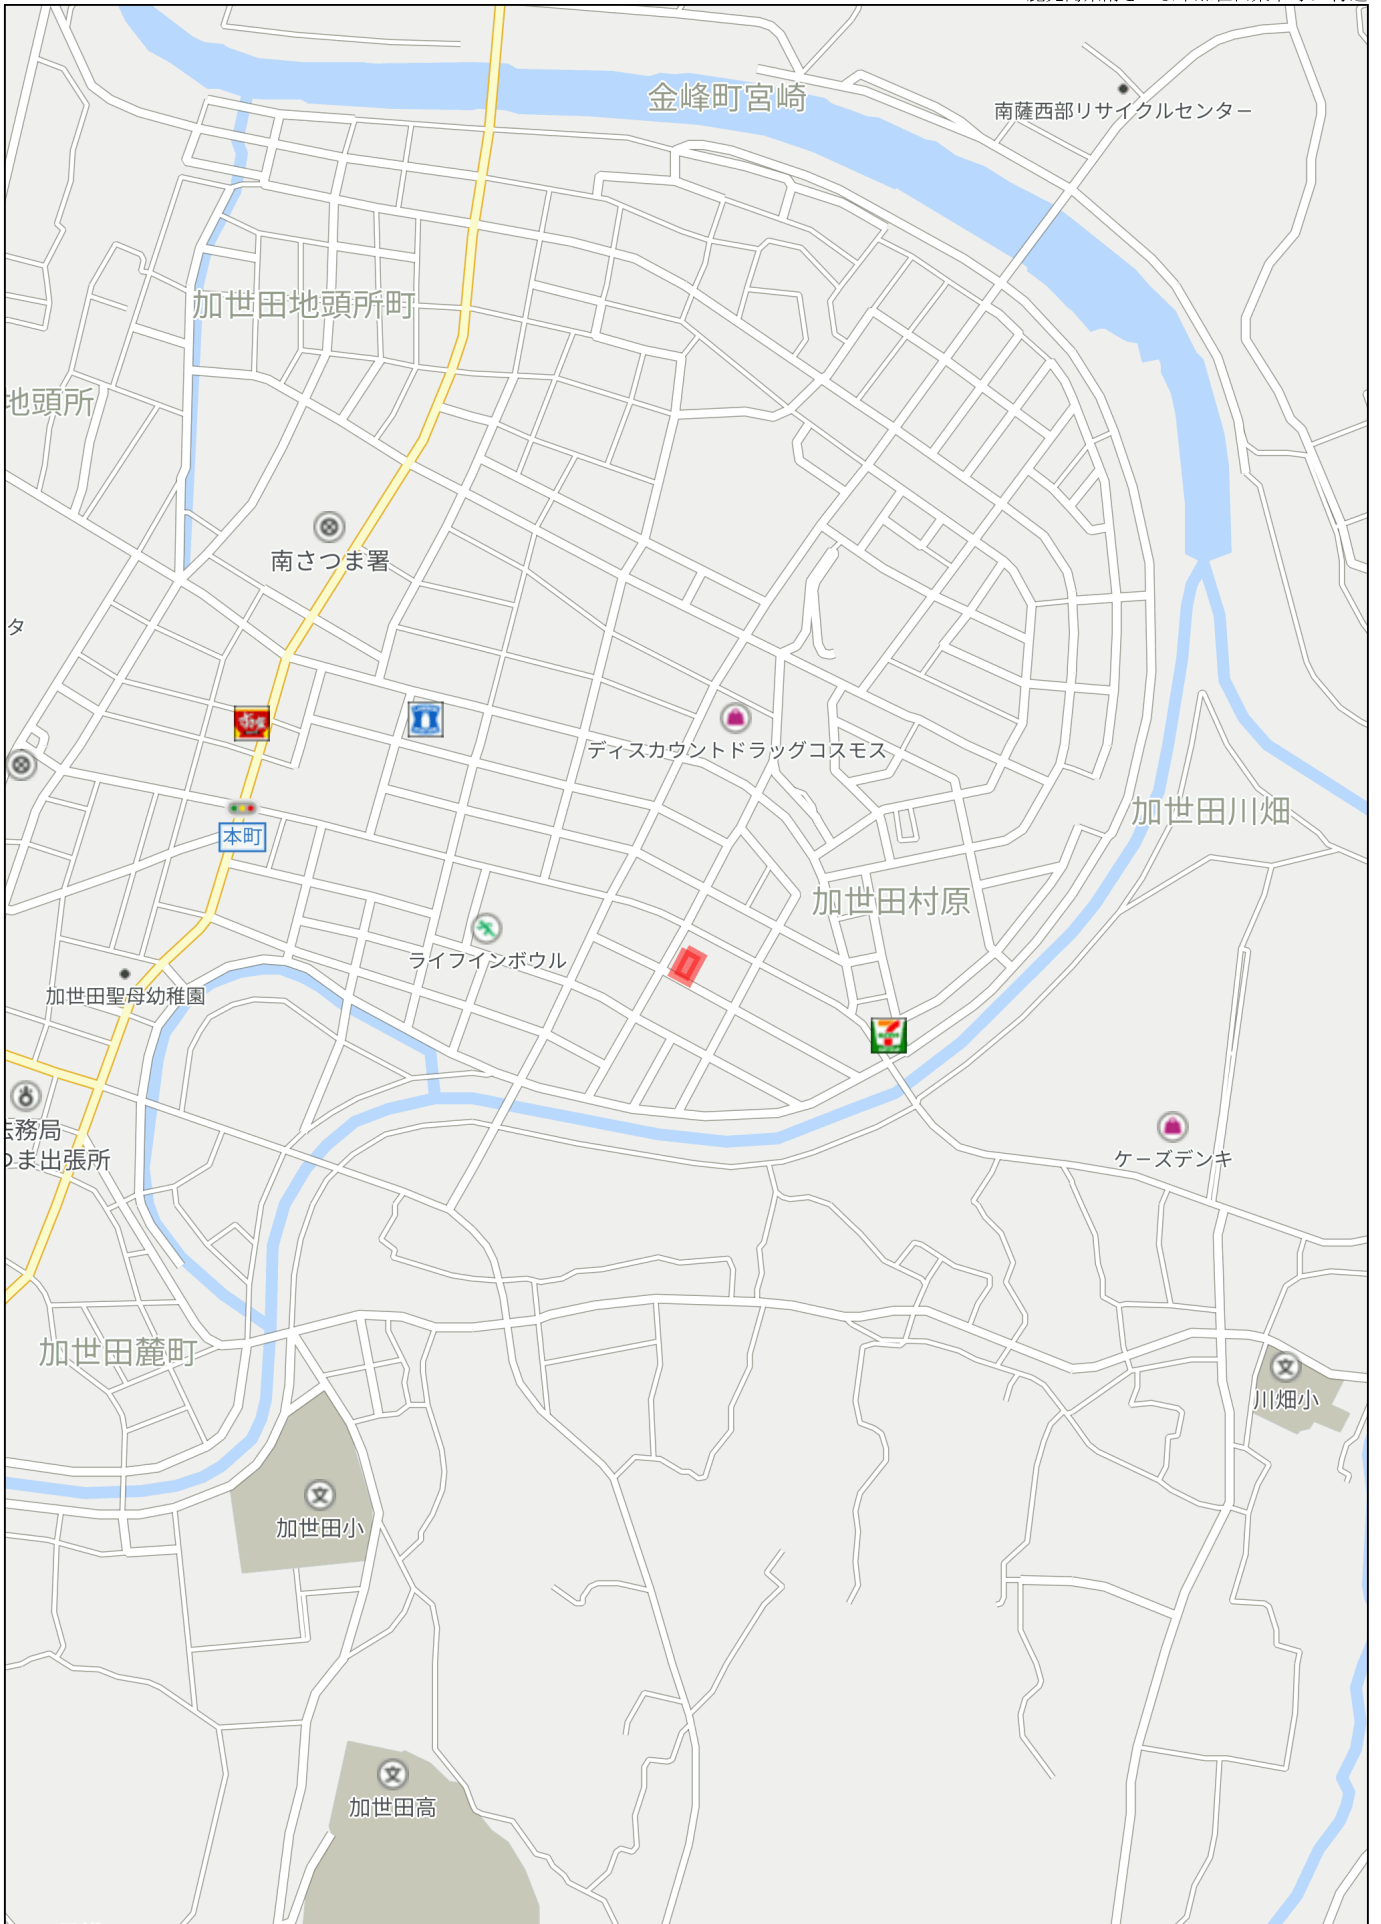 金峰町宮崎
南薩西部リサイクルセンター
加世田地頭所町
地頭所
南さつま署
タ
ディスカウントドラッグコスモス
本町
加世田川畑
加世田村原
ライフインボウル
加世田聖母幼稚園
務局
ま出張所
ケーズデンキ
加世田麓町
川畑小
加世田小
加世田高